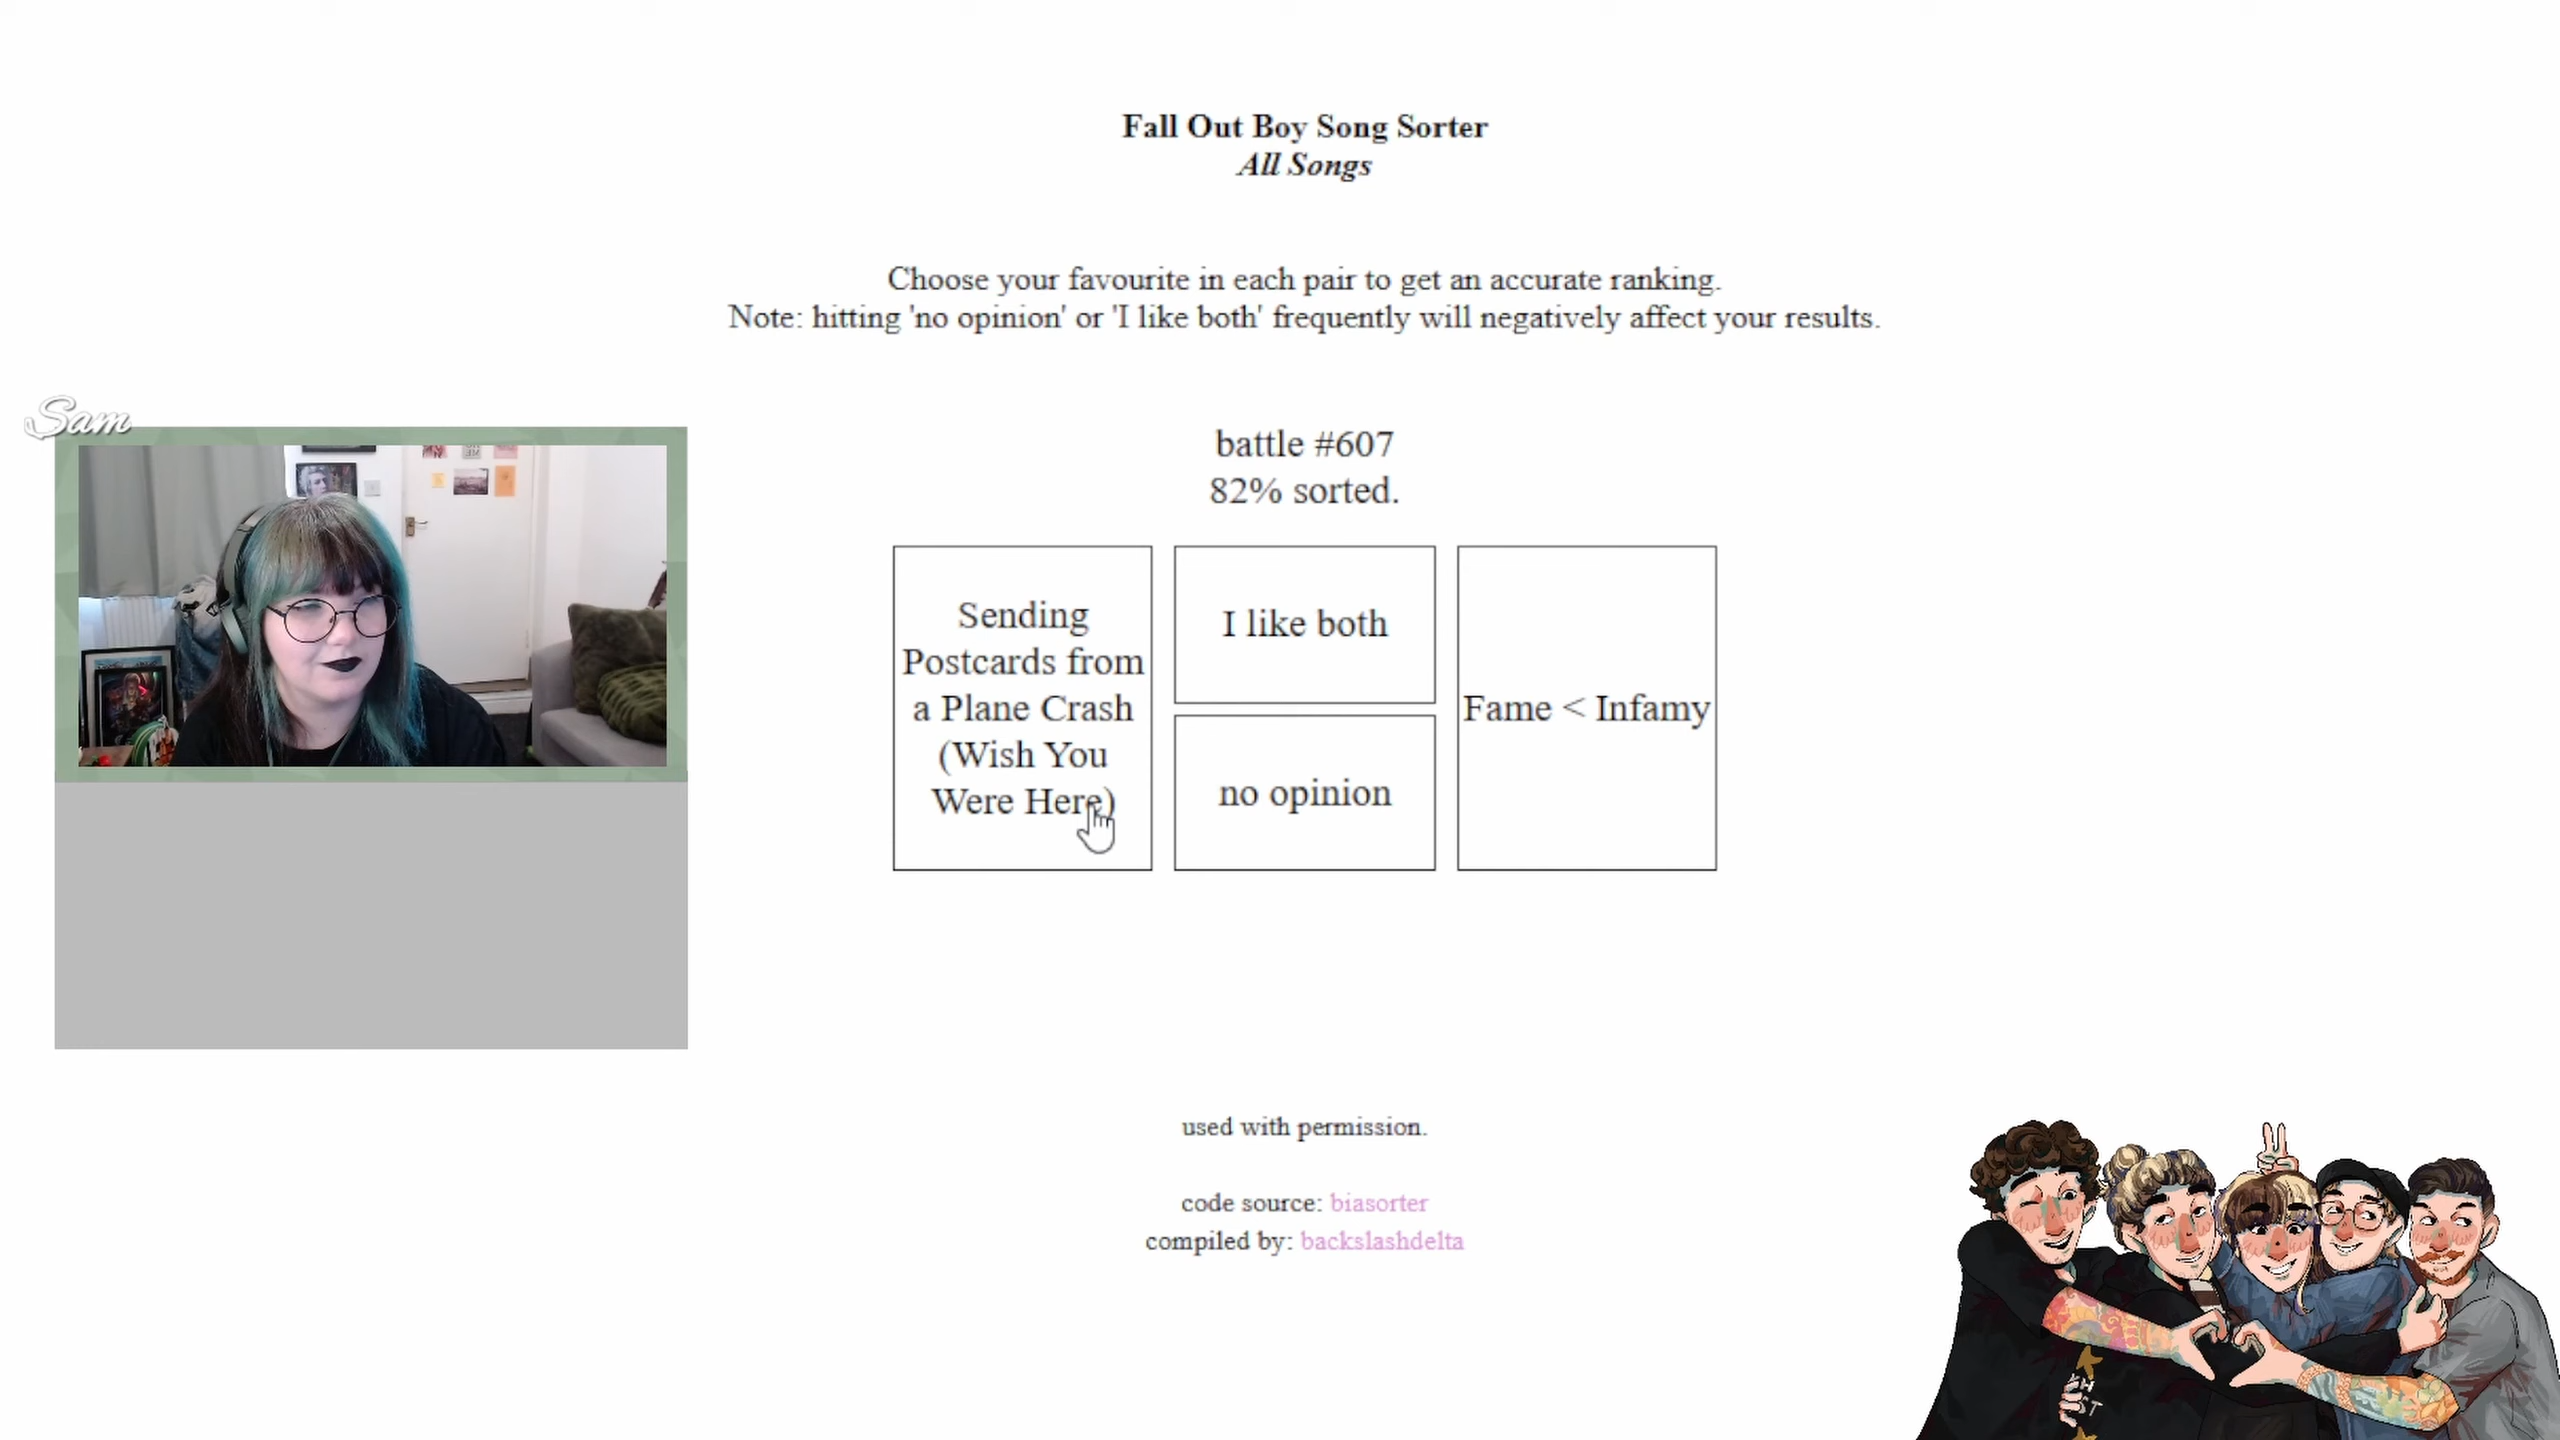 Fall Out Boy Song Sorter
All Songs
Choose your favourite in each pair to get an accurate ranking.
Note: hitting 'no opinion' or 'I like both' frequently will negatively affect your results.
Sam
battle #607
82% sorted.
Sending
Postcards from
a Plane Crash
(Wish You
Were Here)
I like both
no opinion
Fame < Infamy
used with permission.
code source: biasorter
compiled by: backslashdelta